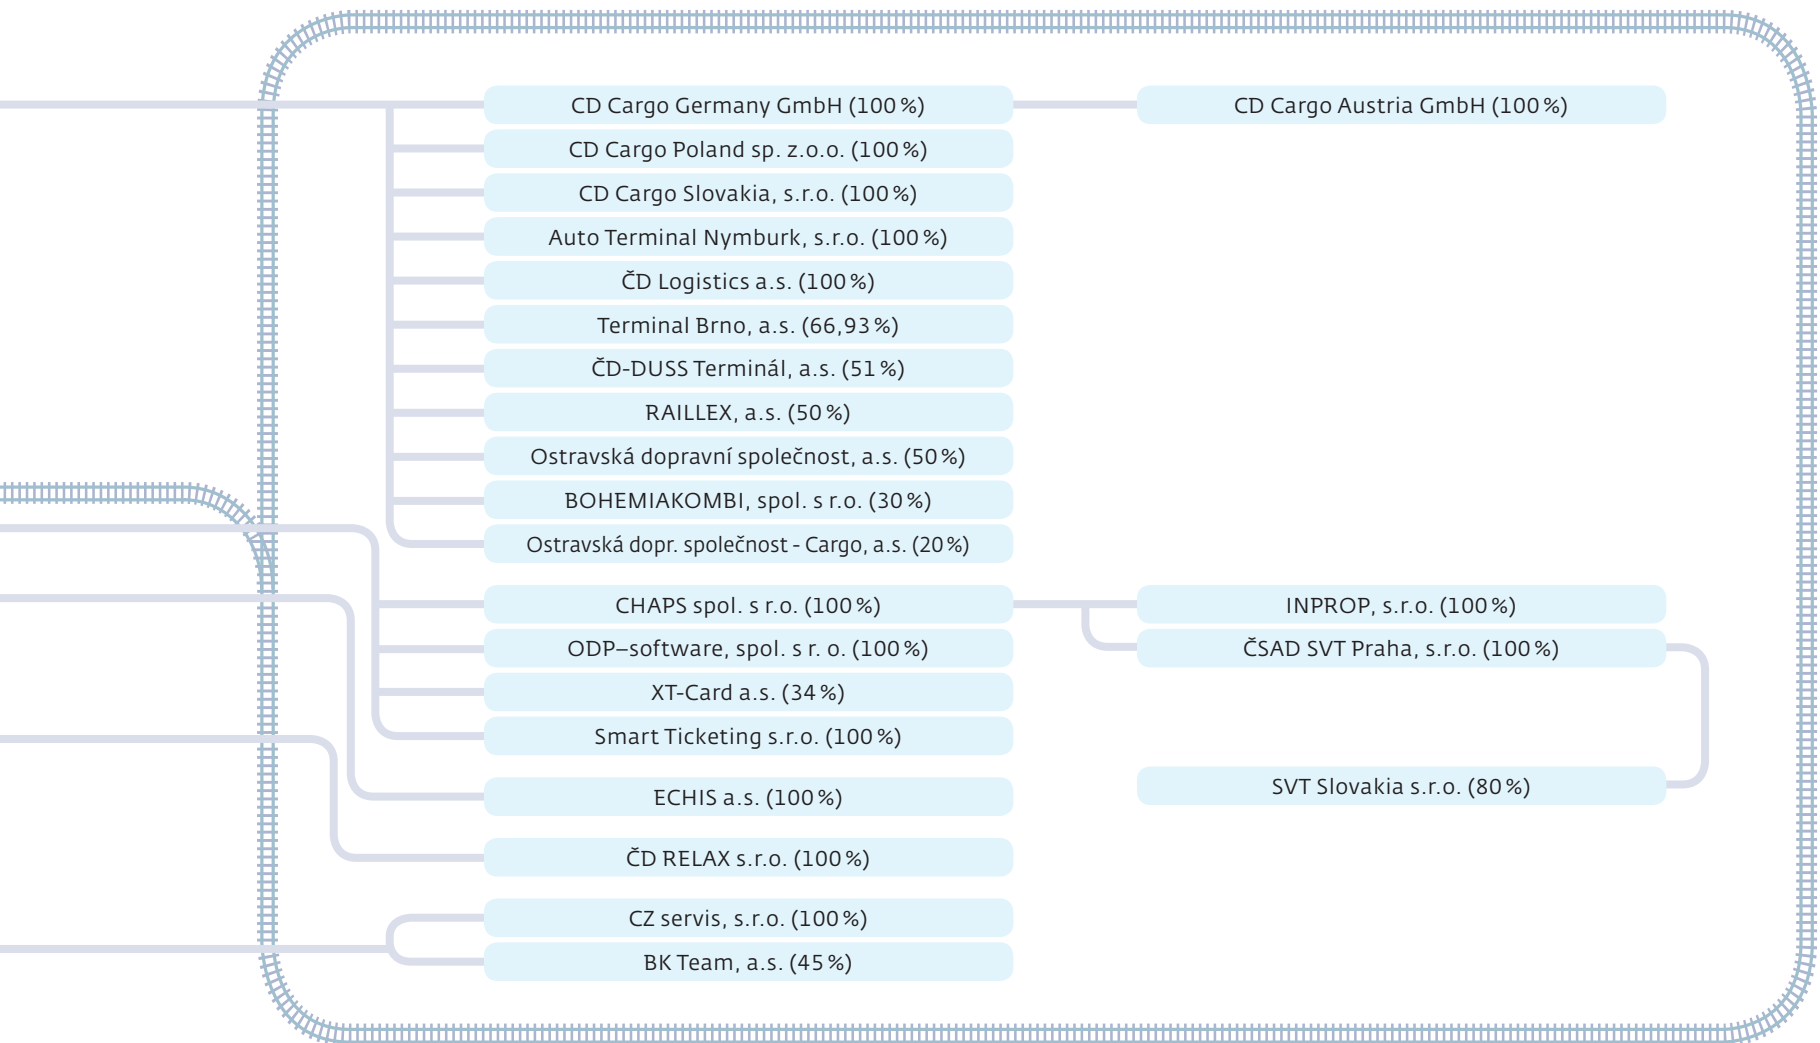 CD Cargo Germany GmbH (100 %)
CD Cargo Austria GmbH (100 %)
CD Cargo Poland sp. z.o.o. (100 %)
CD Cargo Slovakia, s.r.o. (100 %)
Auto Terminal Nymburk, s.r.o. (100 %)
ČD Logistics a.s. (100 %)
Terminal Brno, a.s. (66,93 %)
ČD-DUSS Terminál, a.s. (51 %)
RAILLEX, a.s. (50 %)
Ostravská dopravní společnost, a.s. (50 %)
BOHEMIAKOMBI, spol. s r.o. (30 %)
Ostravská dopr. společnost - Cargo, a.s. (20 %)
CHAPS spol. s r.o. (100 %)
INPROP, s.r.o. (100 %)
ODP–software, spol. s r. o. (100 %)
ČSAD SVT Praha, s.r.o. (100 %)
XT-Card a.s. (34 %)
Smart Ticketing s.r.o. (100 %)
SVT Slovakia s.r.o. (80 %)
ECHIS a.s. (100 %)
ČD RELAX s.r.o. (100 %)
CZ servis, s.r.o. (100 %)
BK Team, a.s. (45 %)